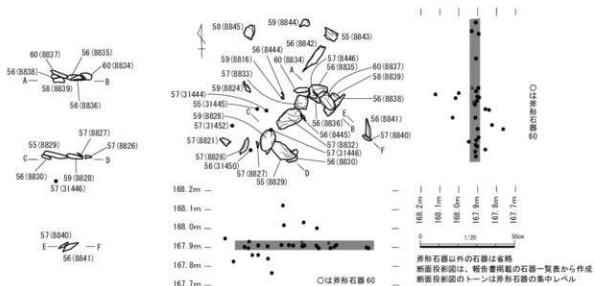 60(8837)
56(8835)
56(8838)
60(8834)
A
B
58(8839)
56(8836)
57(8827)
55(8829)
57(8826)
C
D
56(8830)
59(8828)
57(31446)
57(8840)
E
F
56(8841)
58(8845)
59(8844)
55(8843)
56(8842)
56(8444)
57(8446)
59(8816)
60(8834)
56(8835)
57(8833)
A
60(8837)
59(8824)
58(8839)
57(31444)
56(8838)
55(31445)
C
E
59(8828)
56(8836)
B
56(8841)
57(31452)
56(8445)
57(8840)
57(8821)
57(8832)
F
57(8826)
57(31446)
56(31450)
56(8830)
57(8827)
D
55(8829)
168.2m
168.1m
168.0m
167.9m
167.8m
167.7m
○は斧形石器60
○は斧形石器
60
168.2m
168.1m
168.0m
167.9m
167.8m
167.7m
0
1/20
50cm
斧形石器以外の石器は省略
断面投影図は、報告書掲載の石器一覧表から作成
断面投影図のトーンは斧形石器の集中レベル